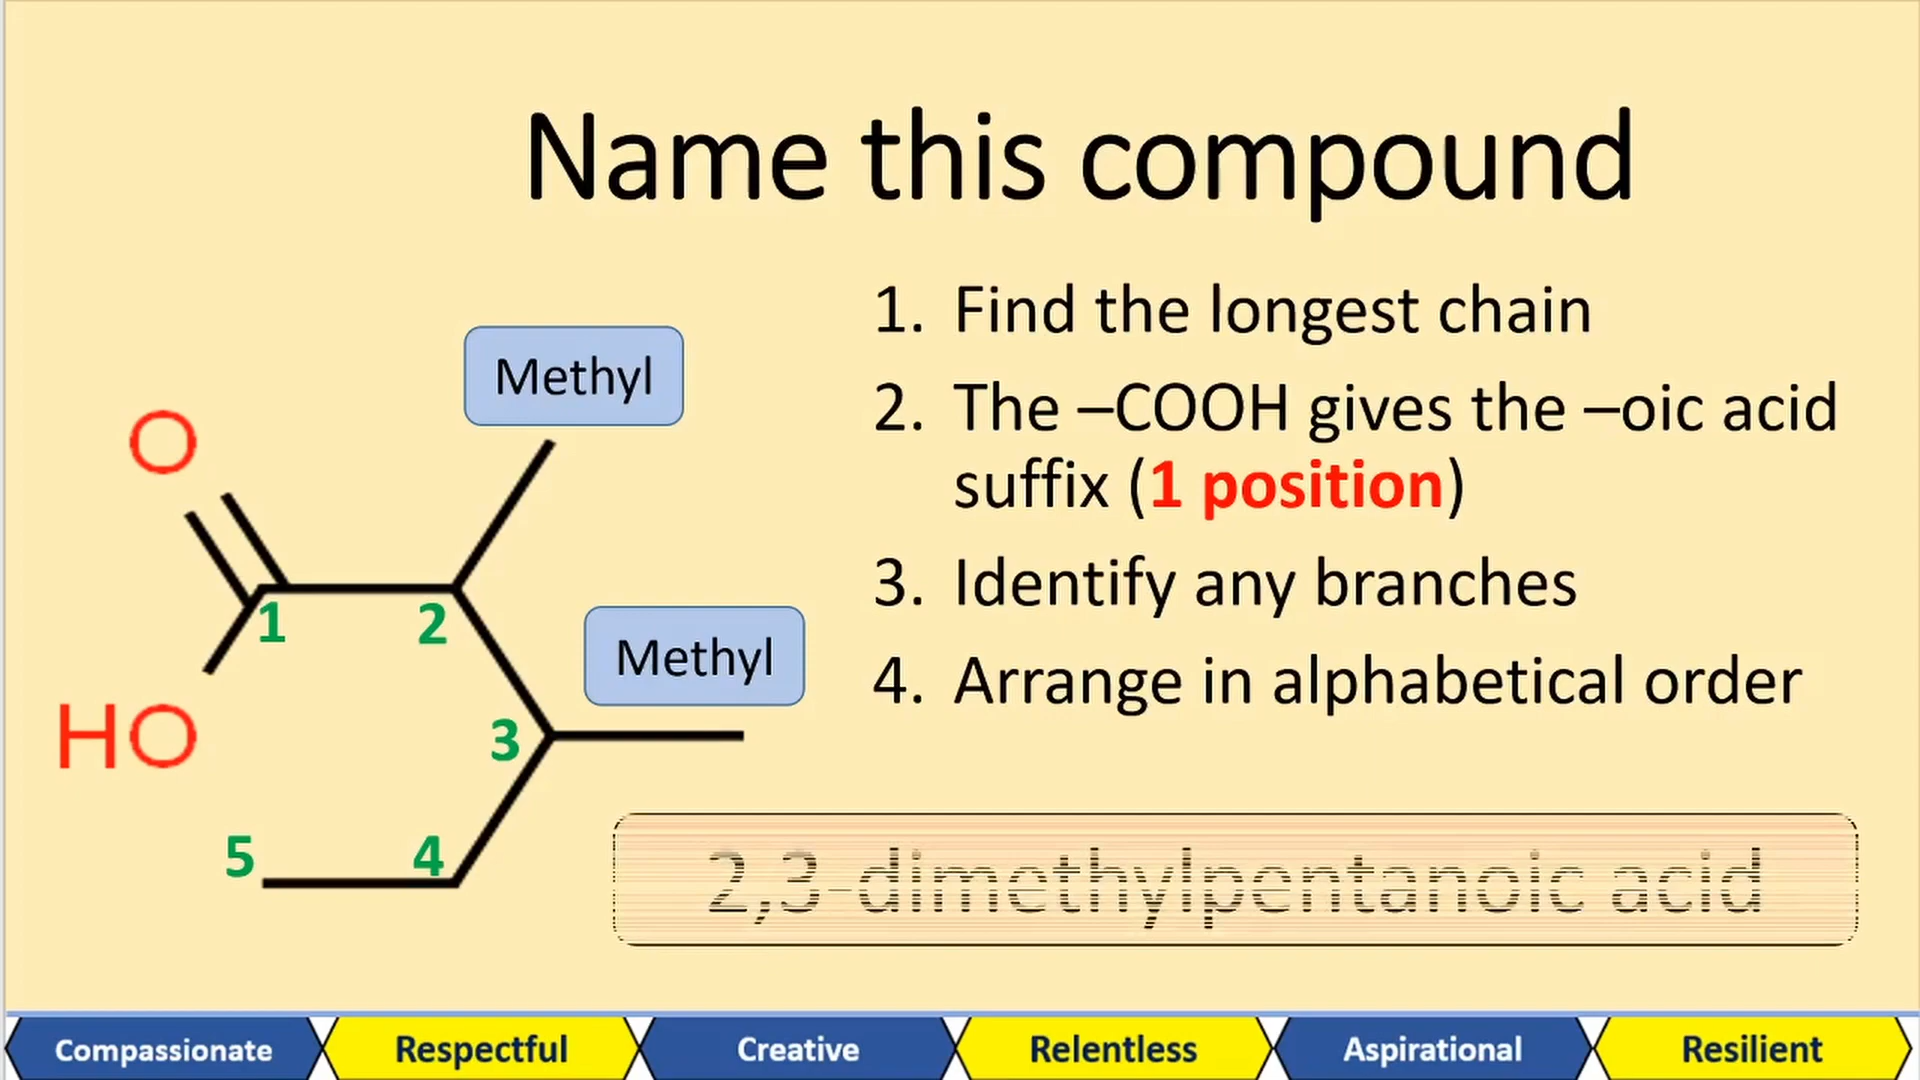 Name this compound
1. Find the longest chain
2. The –COOH gives the –oic acid
suffix (1 position)
3. Identify any branches
4. Arrange in alphabetical order
Methyl
O
1
2
Methyl
HO
3
5
4
2,3-dimethylpentanoic acid
Compassionate
Respectful
Creative
Relentless
Aspirational
Resilient